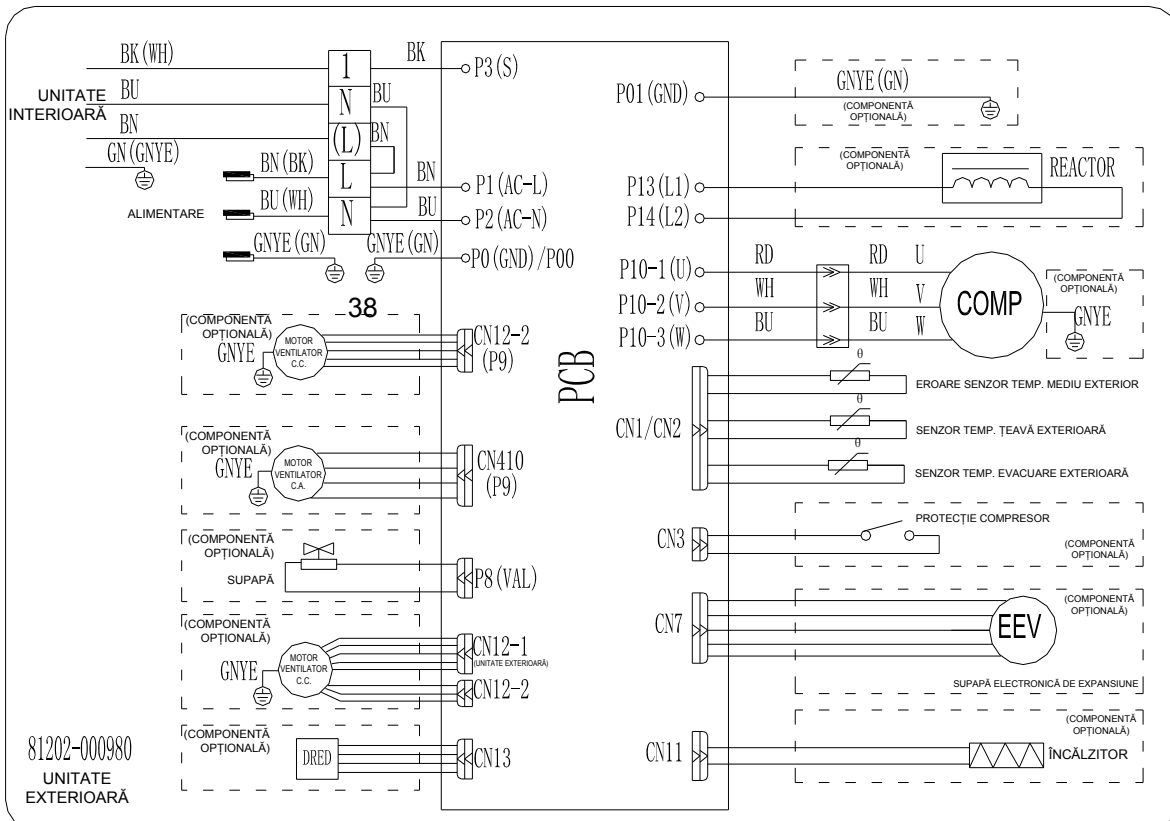 BK(WH)
UNITATE
INTERIOARĂ
BU
BN
GN(GNYE)
1
N
(L)
L
N
BK
P3(S)
BU
BN
BN(BK)
BN
P1(AC-L)
ALIMENTARE
BU(WH)
BU
P2(AC-N)
GNYE(GN)
GNYE(GN)
P0(GND)/P00
38
(COMPONENTĂ
OPȚIONALĂ)
GNYE
MOTOR
VENTILATOR
C.C.
CN12-2
(P9)
(COMPONENTĂ
OPȚIONALĂ)
GNYE
MOTOR
VENTILATOR
C.A.
CN410
(P9)
(COMPONENTĂ
OPȚIONALĂ)
SUPAPĂ
P8(VAL)
(COMPONENTĂ
OPȚIONALĂ)
GNYE
MOTOR
VENTILATOR
C.C.
CN12-1
(UNITATE EXTERIOARĂ)
CN12-2
(COMPONENTĂ
OPȚIONALĂ)
DRED
CN13
81202-000980
UNITATE
EXTERIOARĂ
PCB
P01(GND)
GNYE(GN)
(COMPONENTĂ
OPȚIONALĂ)
(COMPONENTĂ
OPȚIONALĂ)
REACTOR
P13(L1)
P14(L2)
P10-1(U)
RD
RD
U
P10-2(V)
WH
WH
V
P10-3(W)
BU
BU
W
COMP
(COMPONENTĂ
OPȚIONALĂ)
GNYE
CN1/CN2
θ
EROARE SENZOR TEMP. MEDIU EXTERIOR
θ
SENZOR TEMP. ȚEAVĂ EXTERIOARĂ
θ
SENZOR TEMP. EVACUARE EXTERIOARĂ
CN3
PROTECȚIE COMPRESOR
(COMPONENTĂ
OPȚIONALĂ)
CN7
EEV
(COMPONENTĂ
OPȚIONALĂ)
SUPAPĂ ELECTRONICĂ DE EXPANSIUNE
CN11
(COMPONENTĂ
OPȚIONALĂ)
ÎNCĂLZITOR